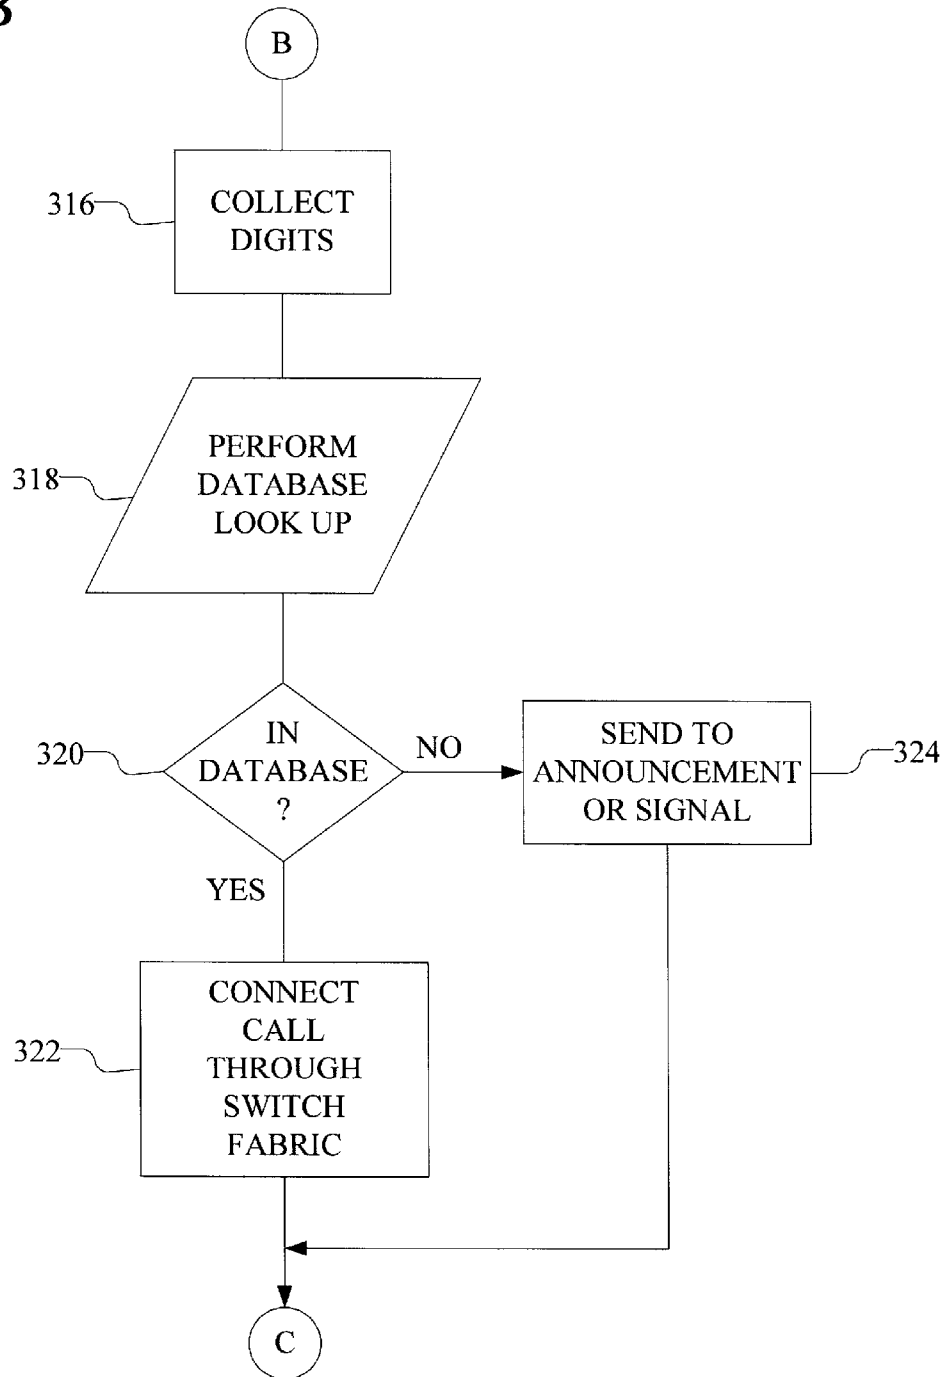 B
COLLECT
DIGITS
316
PERFORM
DATABASE
LOOK UP
318
IN
DATABASE
?
320
NO
SEND TO
ANNOUNCEMENT
OR SIGNAL
324
YES
CONNECT
CALL
THROUGH
SWITCH
FABRIC
322
C